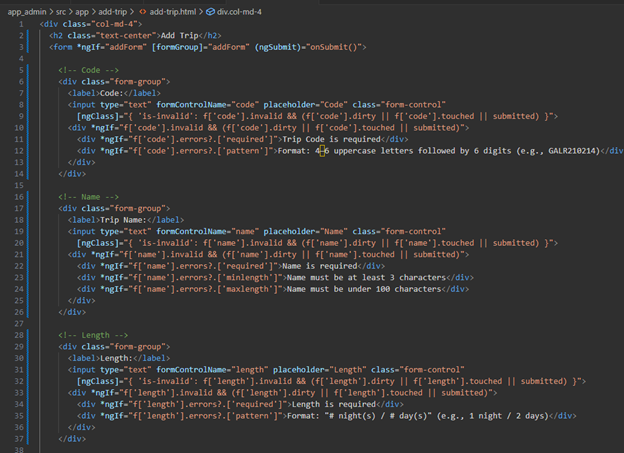 app_admin > src > app > add-trip > <> add-trip.html > div.col-md-4
1 <div class="col-md-4">
2 <h2 class="text-center">Add Trip</h2>
3 <form *ngIf="addForm" [formGroup]="addForm" (ngSubmit)="onSubmit()">
4
5 <!-- Code -->
6 <div class="form-group">
7 <label>Code:</label>
8 <input type="text" formControlName="code" placeholder="Code" class="form-control"
9 [ngClass]="{ 'is-invalid': f['code'].invalid && (f['code'].dirty || f['code'].touched || submitted) }">
10 <div *ngIf="f['code'].invalid && (f['code'].dirty || f['code'].touched || submitted)">
11 <div *ngIf="f['code'].errors?.['required']">Trip Code is required</div>
12 <div *ngIf="f['code'].errors?.['pattern']">Format: 4–6 uppercase letters followed by 6 digits (e.g., GALR210214)</div>
13 </div>
14 </div>
15
16 <!-- Name -->
17 <div class="form-group">
18 <label>Trip Name:</label>
19 <input type="text" formControlName="name" placeholder="Name" class="form-control"
20 [ngClass]="{ 'is-invalid': f['name'].invalid && (f['name'].dirty || f['name'].touched || submitted) }">
21 <div *ngIf="f['name'].invalid && (f['name'].dirty || f['name'].touched || submitted)">
22 <div *ngIf="f['name'].errors?.['required']">Name is required</div>
23 <div *ngIf="f['name'].errors?.['minlength']">Name must be at least 3 characters</div>
24 <div *ngIf="f['name'].errors?.['maxlength']">Name must be under 100 characters</div>
25 </div>
26 </div>
27
28 <!-- Length -->
29 <div class="form-group">
30 <label>Length:</label>
31 <input type="text" formControlName="length" placeholder="Length" class="form-control"
32 [ngClass]="{ 'is-invalid': f['length'].invalid && (f['length'].dirty || f['length'].touched || submitted) }">
33 <div *ngIf="f['length'].invalid && (f['length'].dirty || f['length'].touched || submitted)">
34 <div *ngIf="f['length'].errors?.['required']">Length is required</div>
35 <div *ngIf="f['length'].errors?.['pattern']">Format: "# night(s) / # day(s)" (e.g., 1 night / 2 days)</div>
36 </div>
37 </div>
38